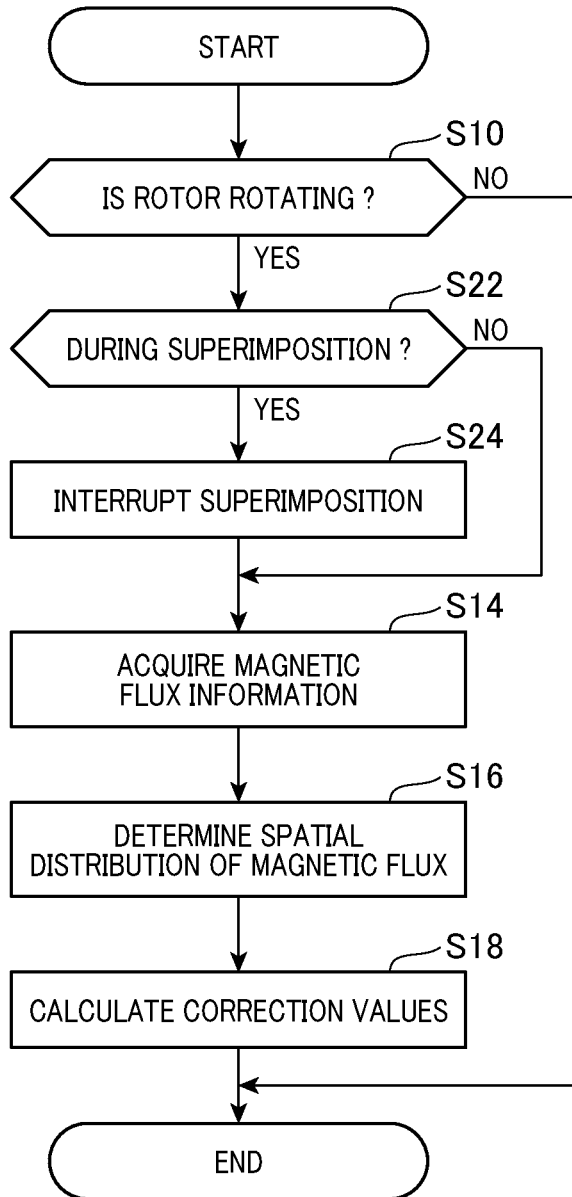 START
S10
IS ROTOR ROTATING ?
NO
YES
S22
DURING SUPERIMPOSITION ?
NO
YES
S24
INTERRUPT SUPERIMPOSITION
S14
ACQUIRE MAGNETIC
FLUX INFORMATION
S16
DETERMINE SPATIAL
DISTRIBUTION OF MAGNETIC FLUX
S18
CALCULATE CORRECTION VALUES
END